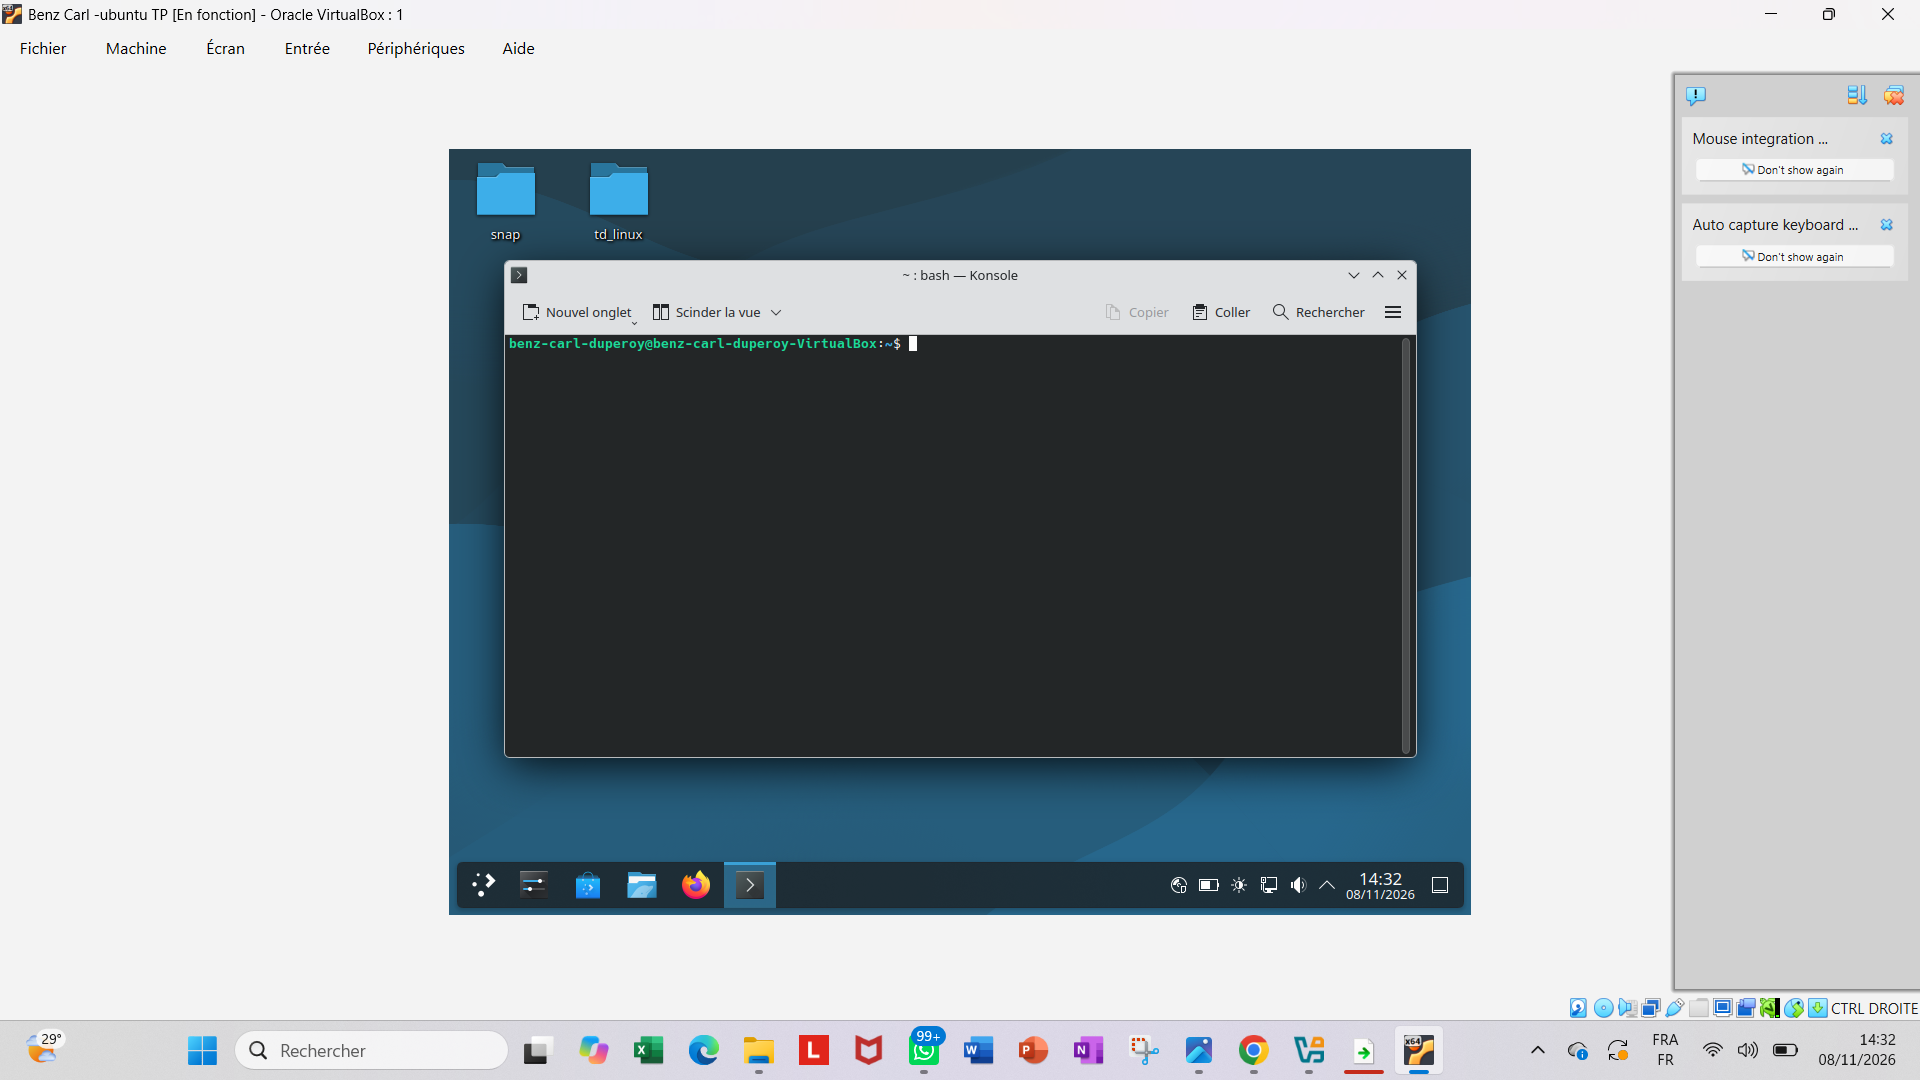 Benz Carl -ubuntu TP [En fonction] - Oracle VirtualBox : 1
Fichier Machine Écran Entrée Périphériques Aide
Mouse integration ...
Don't show again
Auto capture keyboard ...
Don't show again
snap td_linux
~ : bash — Konsole
Nouvel onglet Scinder la vue Copier Coller Rechercher
benz-carl-duperoy@benz-carl-duperoy-VirtualBox:~$
14:32
08/11/2026
CTRL DROITE
29°
Rechercher
99+
FRA
FR
14:32
08/11/2026